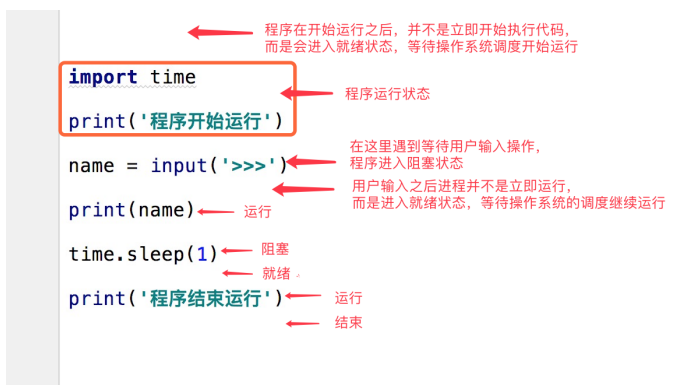 程序在开始运行之后，并不是立即开始执行代码，
而是会进入就绪状态，等待操作系统调度开始运行
import time
程序运行状态
print('程序开始运行')
在这里遇到等待用户输入操作，
程序进入阻塞状态
name = input('>>>')
用户输入之后进程并不是立即运行，
而是进入就绪状态，等待操作系统的调度继续运行
print(name)
运行
time.sleep(1)
阻塞
就绪
print('程序结束运行')
运行
结束